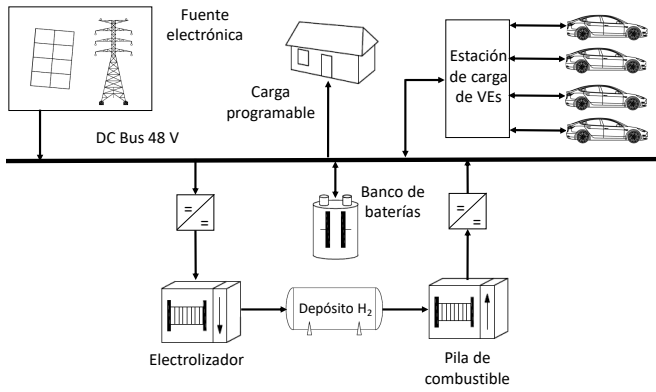 Fuente
electrónica
Carga
programable
Estación
de carga
de VEs
DC Bus 48 V
=
=
Banco de
baterías
=
=
Depósito H₂
Electrolizador
Pila de
combustible